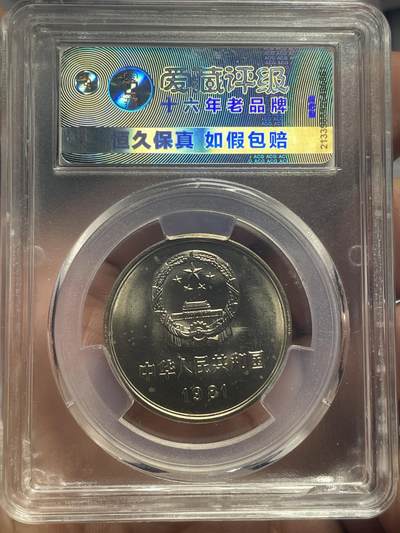 爱藏评级
十六年老品牌
恒久保真 如假包赔
中华人民共和国
1981